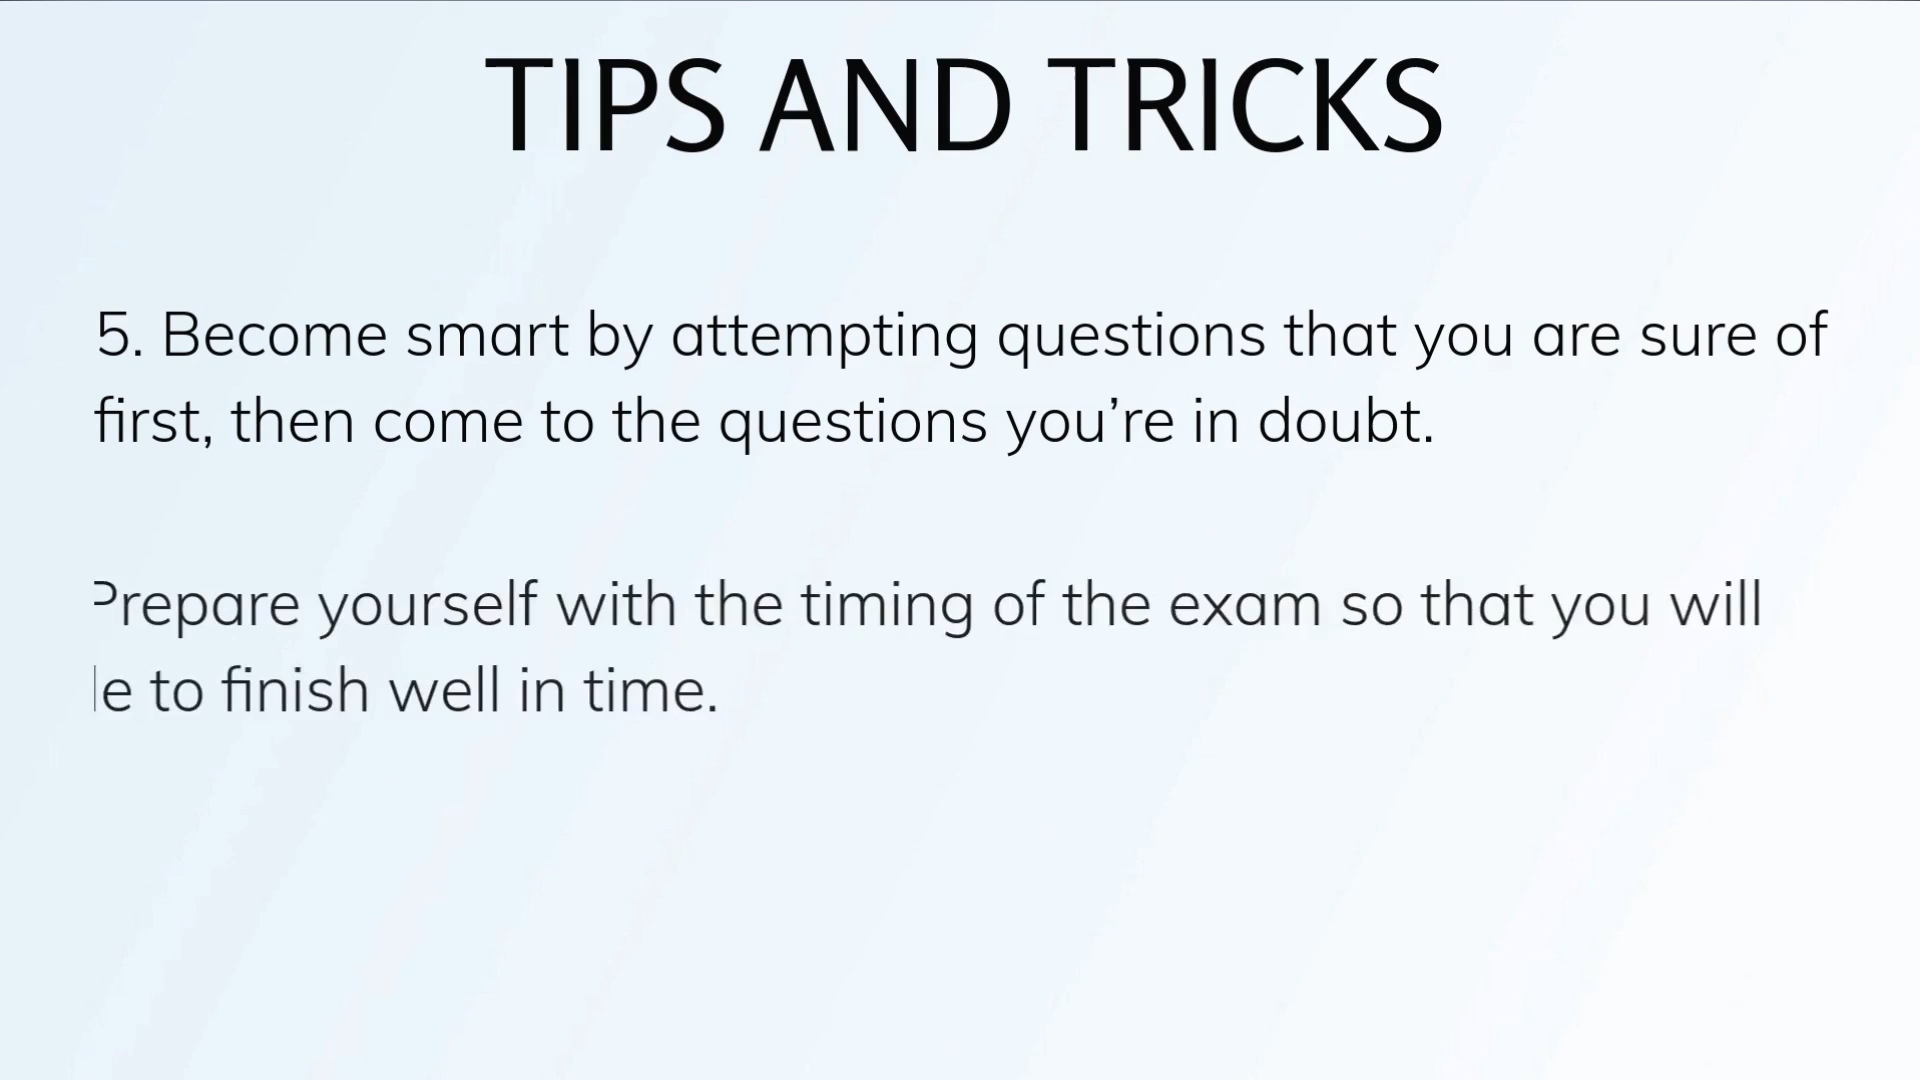 TIPS AND TRICKS
5. Become smart by attempting questions that you are sure of
first, then come to the questions you’re in doubt.
Prepare yourself with the timing of the exam so that you will
to finish well in time.